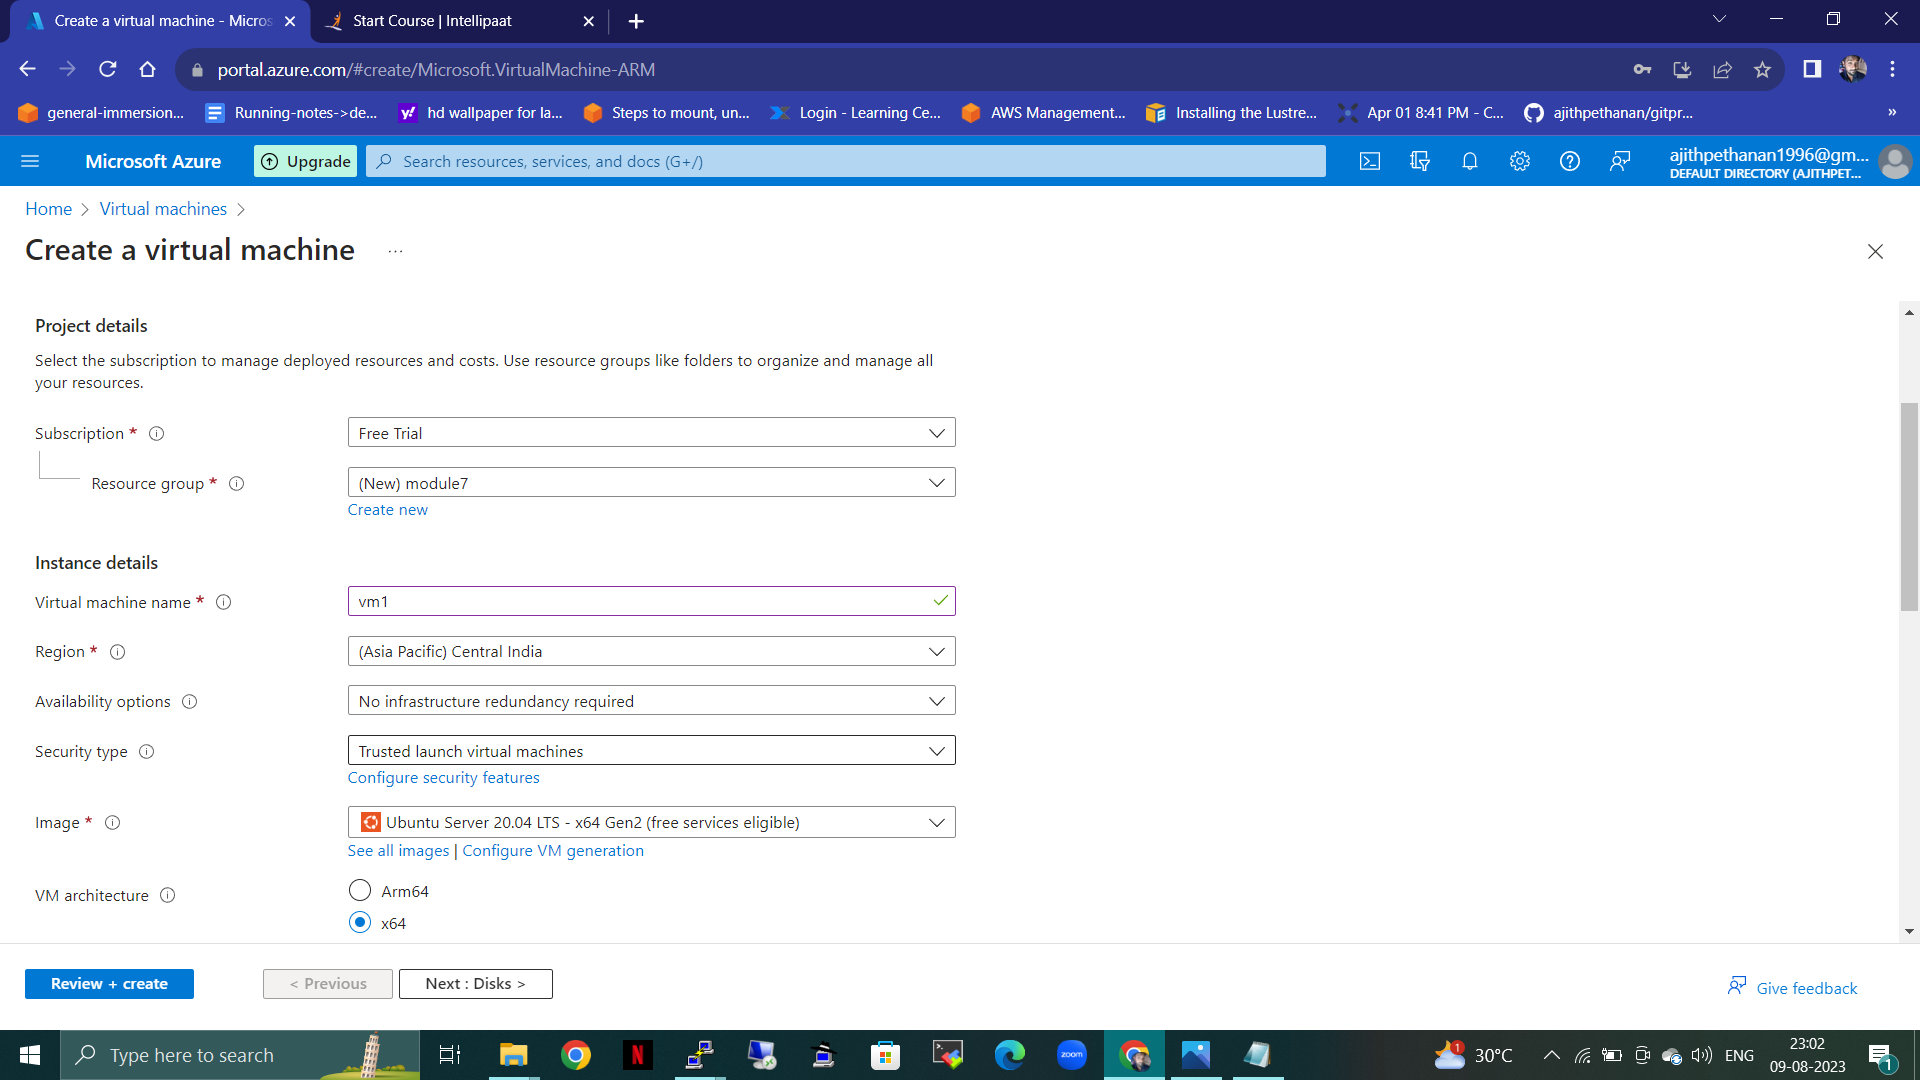 Create a virtual machine - Micros
Start Course | Intellipaat
portal.azure.com/#create/Microsoft.VirtualMachine-ARM
general-immersion...
Running-notes->de...
hd wallpaper for la...
Steps to mount, un...
Login - Learning Ce...
AWS Management...
Installing the Lustre...
Apr 01 8:41 PM - C...
ajithpethanan/gitpr...
»
Microsoft Azure
Upgrade
Search resources, services, and docs (G+/)
ajithpethanan1996@gm...
DEFAULT DIRECTORY (AJITHPET...
Home > Virtual machines >
Create a virtual machine ...
Project details
Select the subscription to manage deployed resources and costs. Use resource groups like folders to organize and manage all
your resources.
Subscription *
Free Trial
Resource group *
(New) module7
Create new
Instance details
Virtual machine name *
vm1
Region *
(Asia Pacific) Central India
Availability options
No infrastructure redundancy required
Security type
Trusted launch virtual machines
Configure security features
Image *
Ubuntu Server 20.04 LTS - x64 Gen2 (free services eligible)
See all images | Configure VM generation
VM architecture
Arm64
x64
Review + create
< Previous
Next : Disks >
Give feedback
Type here to search
N
zoom
1
30°C
ENG
23:02
09-08-2023
1